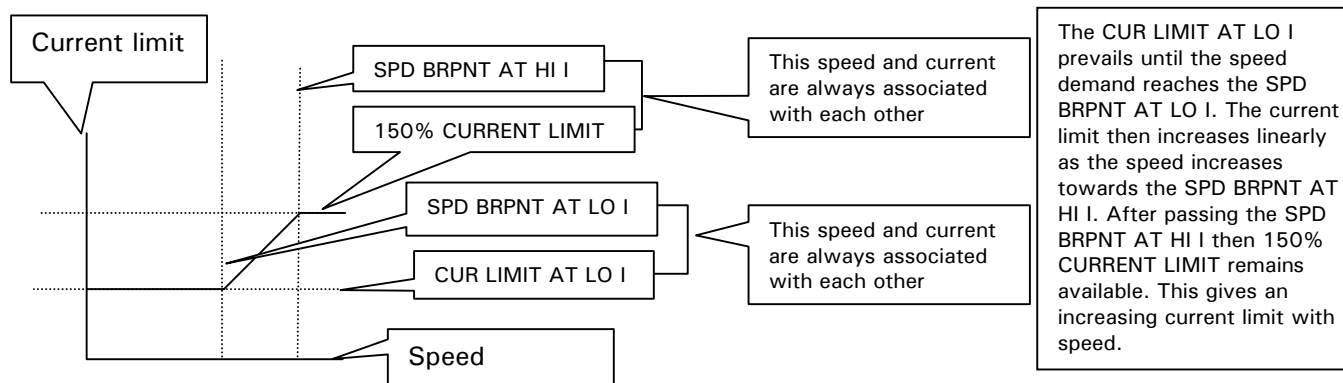 Current limit
SPD BRPNT AT HI I
150% CURRENT LIMIT
SPD BRPNT AT LO I
CUR LIMIT AT LO I
Speed
This speed and current
are always associated
with each other
This speed and current
are always associated
with each other
The CUR LIMIT AT LO I
prevails until the speed
demand reaches the SPD
BRPNT AT LO I. The current
limit then increases linearly
as the speed increases
towards the SPD BRPNT AT
HI I. After passing the SPD
BRPNT AT HI I then 150%
CURRENT LIMIT remains
available. This gives an
increasing current limit with
speed.